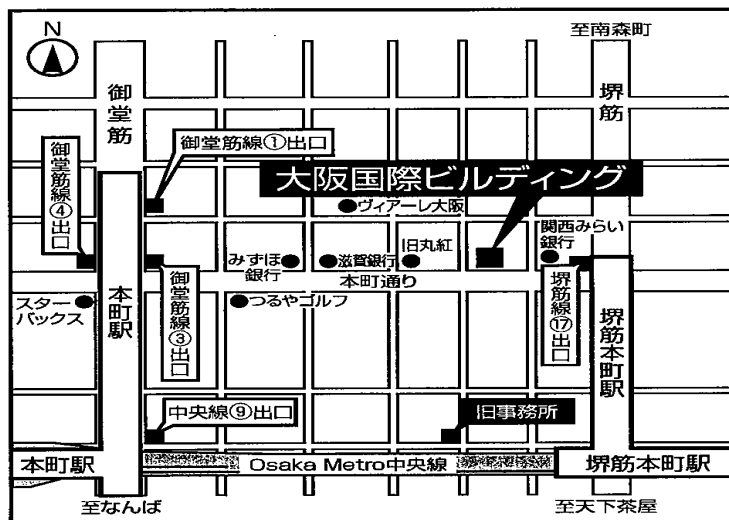 N
至南森町
御堂筋
堺筋
御堂筋線①出口
御堂筋線④出口
大阪国際ビルディング
ヴィアーレ大阪
関西みらい
銀行
みずほ
銀行
滋賀銀行
旧丸紅
本町通り
スター
バックス
つるやゴルフ
御堂筋線③出口
堺筋線⑰出口
本町駅
堺筋本町駅
中央線⑨出口
旧事務所
本町駅
Osaka Metro中央線
堺筋本町駅
至なんば
至天下茶屋